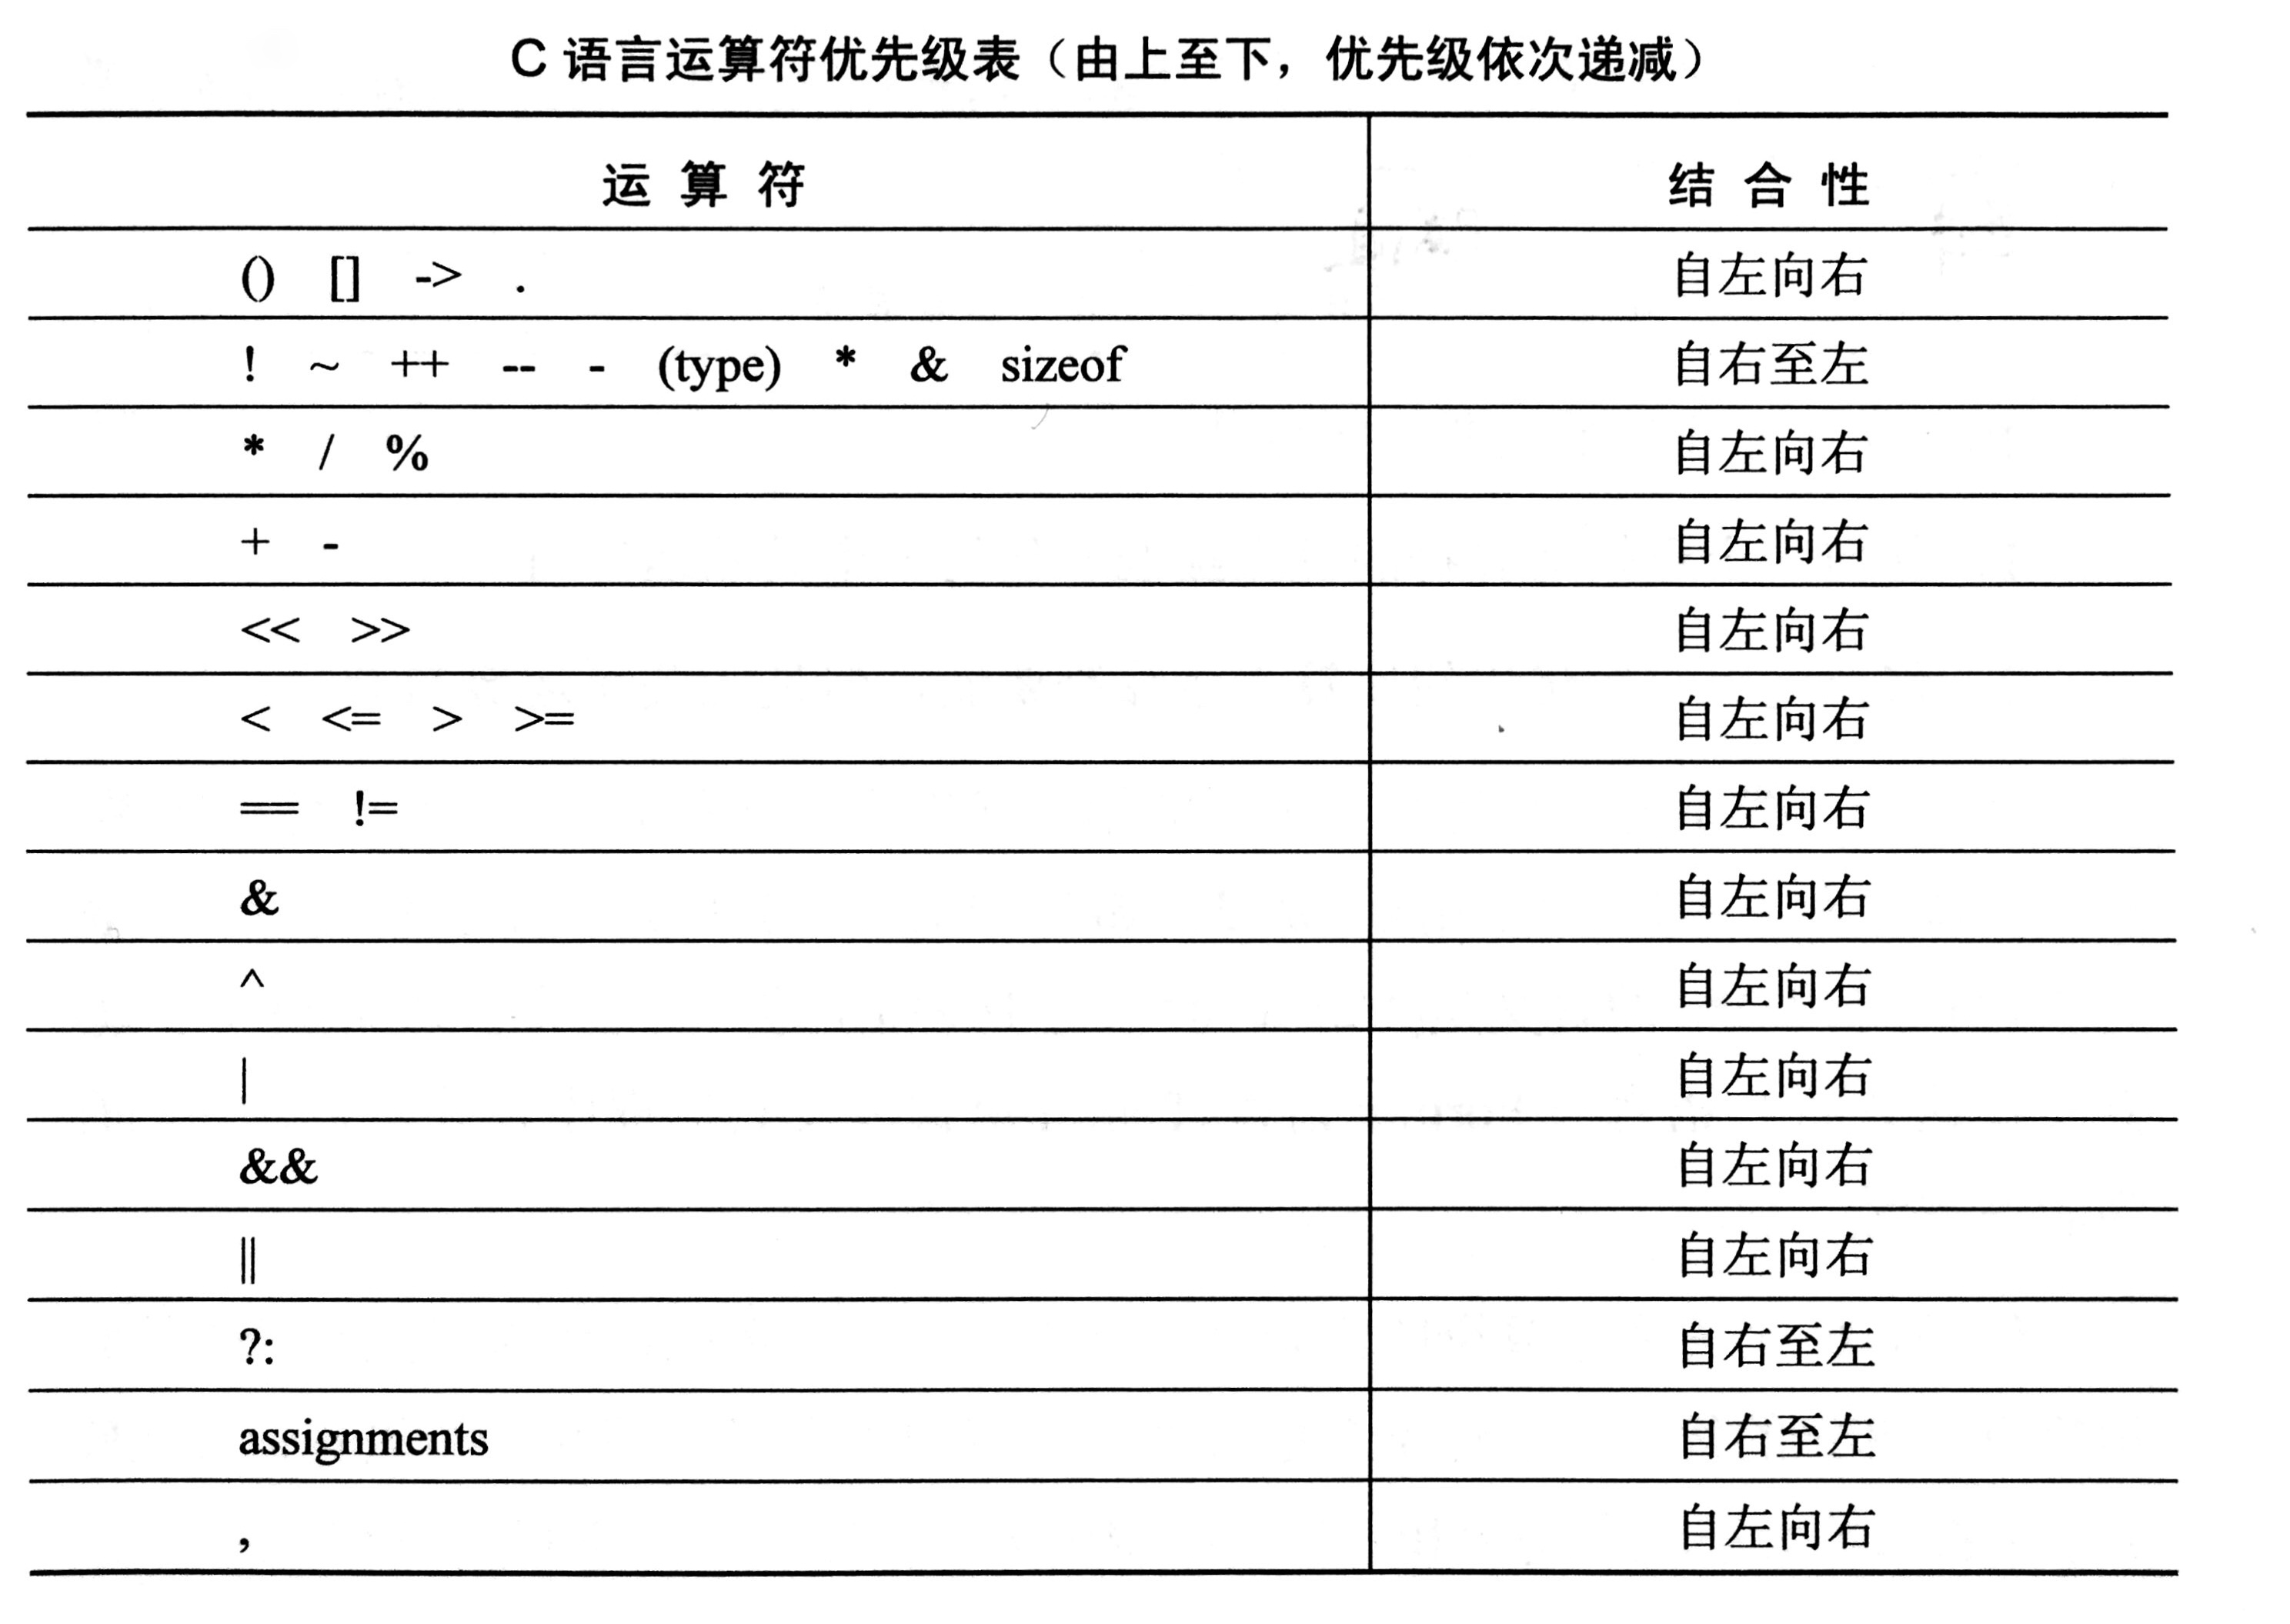 C 语言运算符优先级表（由上至下，优先级依次递减）
运 算 符 结 合 性
() [] -> . 自左向右
! ~ ++ -- - (type) * & sizeof 自右至左
* / % 自左向右
+ - 自左向右
<< >> 自左向右
< <= > >= 自左向右
== != 自左向右
& 自左向右
^ 自左向右
| 自左向右
&& 自左向右
|| 自左向右
?: 自右至左
assignments 自右至左
, 自左向右